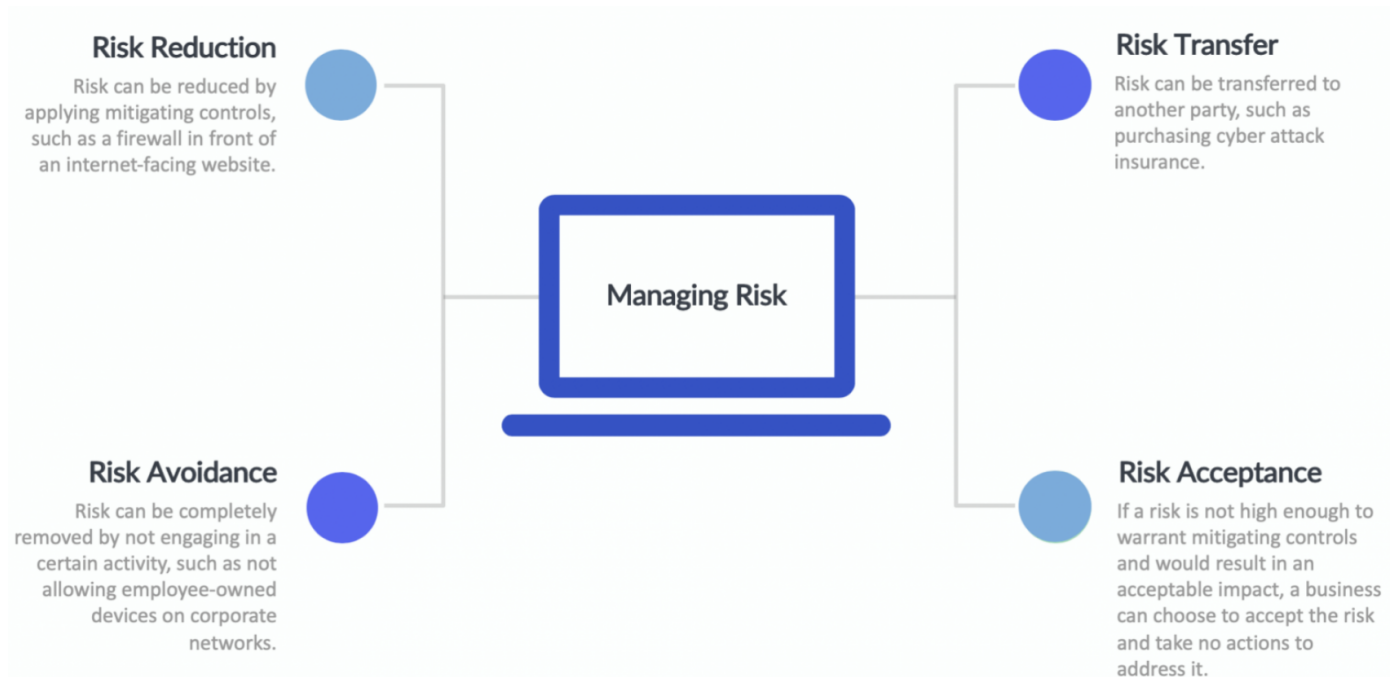 Risk Reduction
Risk can be reduced by
applying mitigating controls,
such as a firewall in front of
an internet-facing website.
Risk Transfer
Risk can be transferred to
another party, such as
purchasing cyber attack
insurance.
Managing Risk
Risk Avoidance
Risk can be completely
removed by not engaging in a
certain activity, such as not
allowing employee-owned
devices on corporate
networks.
Risk Acceptance
If a risk is not high enough to
warrant mitigating controls
and would result in an
acceptable impact, a business
can choose to accept the risk
and take no actions to
address it.